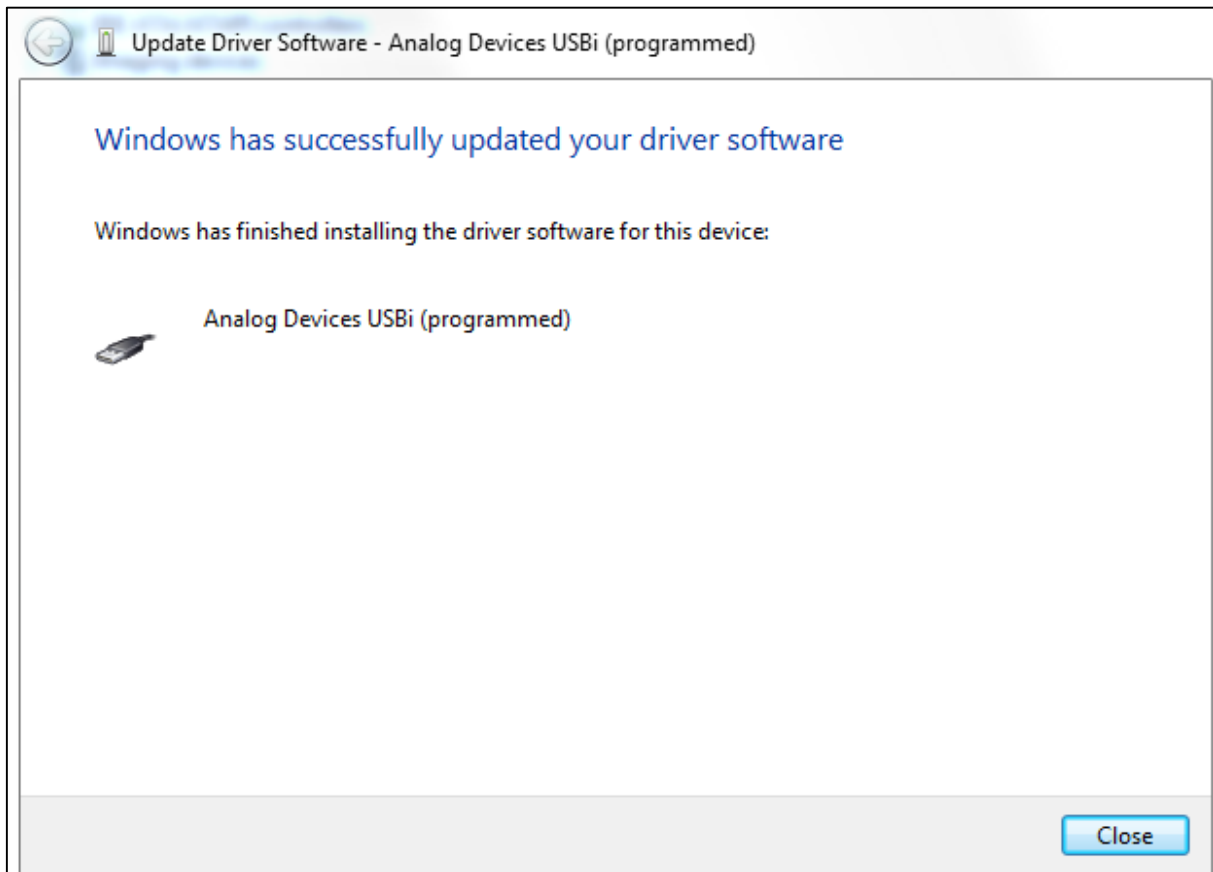 Update Driver Software - Analog Devices USBi (programmed)
Windows has successfully updated your driver software
Windows has finished installing the driver software for this device:
Analog Devices USBi (programmed)
Close